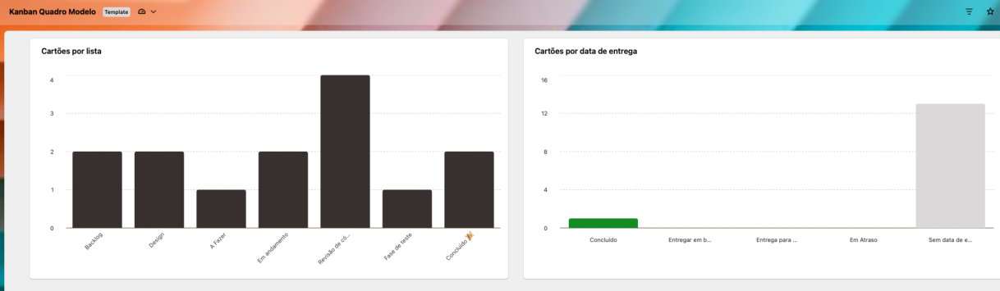 Kanban Quadro Modelo Template
Cartões por lista
4
3
2
1
0
Backlog
Design
A Fazer
Em andamento
Revisão de có...
Fase de teste
Concluído 🎉
Cartões por data de entrega
16
12
8
4
0
Concluído
Entregar em b...
Entrega para ...
Em Atraso
Sem data de e...